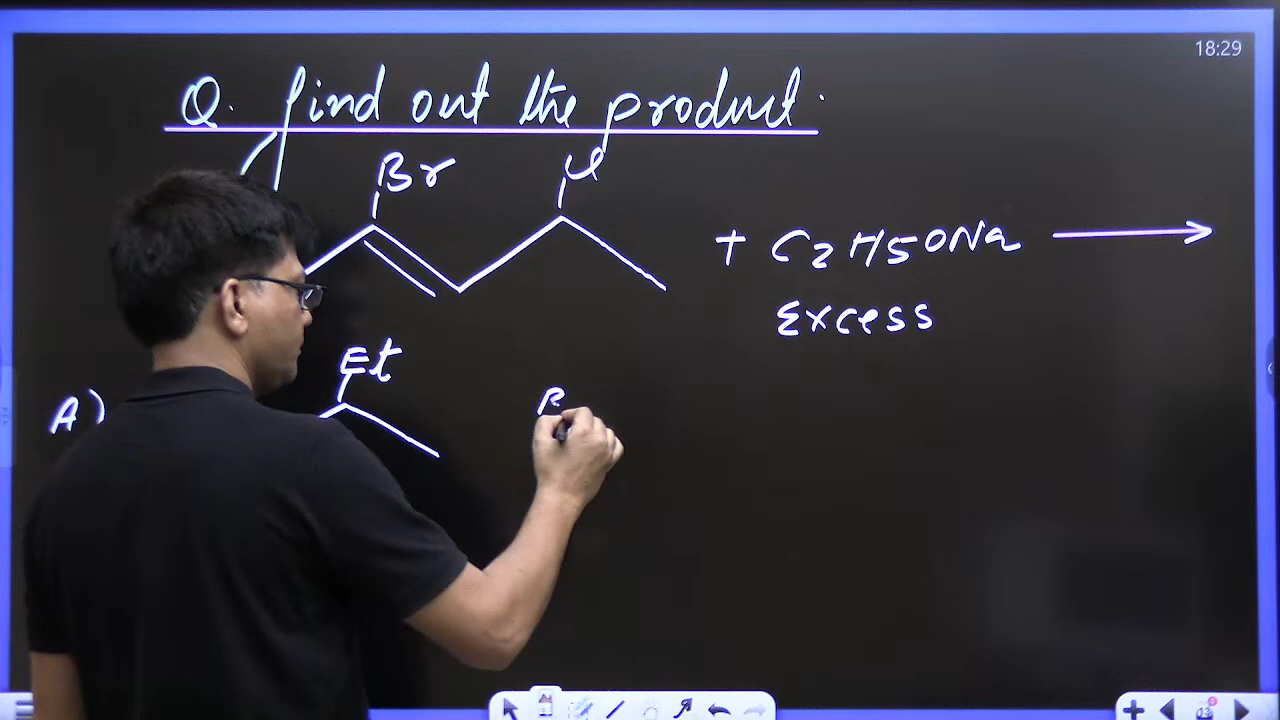 18:29
Q. find out the product.
Br Cl
+ C2H5ONa
Excess
Et
A) B